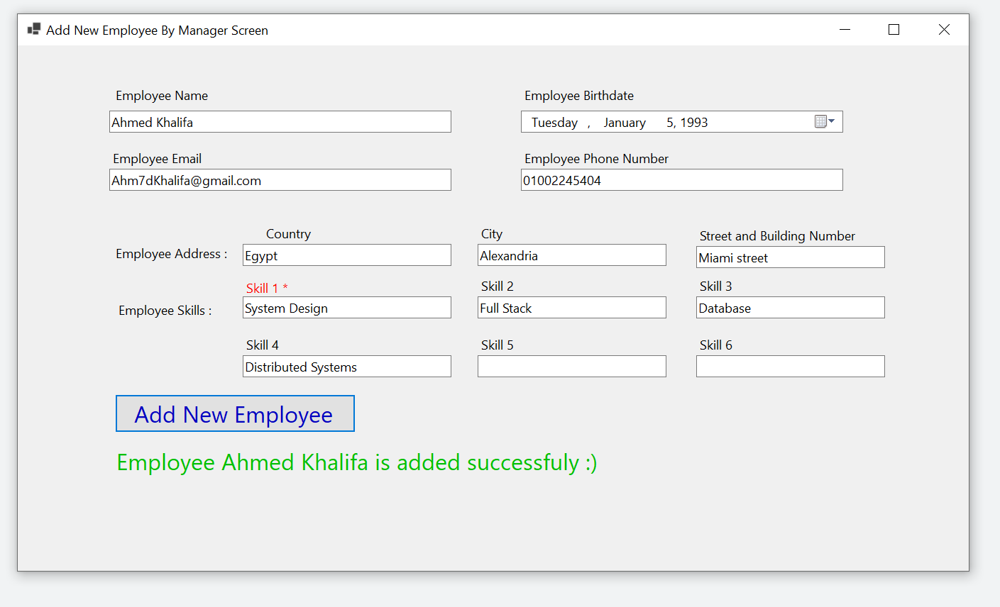 Add New Employee By Manager Screen
Employee Name
Employee Birthdate
Ahmed Khalifa
Tuesday , January 5, 1993
Employee Email
Employee Phone Number
Ahm7dKhalifa@gmail.com
01002245404
Country
City
Street and Building Number
Employee Address :
Egypt
Alexandria
Miami street
Skill 1 *
Skill 2
Skill 3
Employee Skills :
System Design
Full Stack
Database
Skill 4
Skill 5
Skill 6
Distributed Systems
Add New Employee
Employee Ahmed Khalifa is added successfuly :)